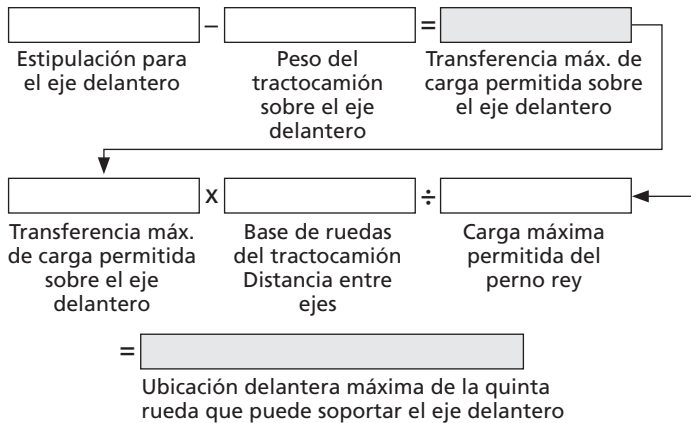 – =
Estipulación para
el eje delantero
Peso del
tractocamión
sobre el eje
delantero
Transferencia máx. de
carga permitida sobre
el eje delantero
x ÷
Transferencia máx.
de carga permitida
sobre el eje
delantero
Base de ruedas
del tractocamión
Distancia entre
ejes
Carga máxima
permitida del
perno rey
=
Ubicación delantera máxima de la quinta
rueda que puede soportar el eje delantero